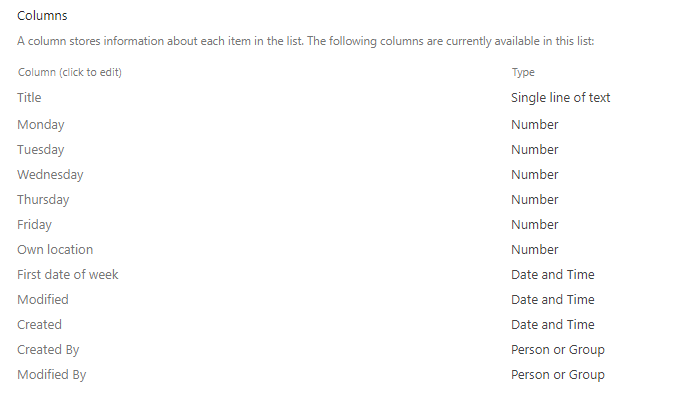 Columns
A column stores information about each item in the list. The following columns are currently available in this list:
Column (click to edit) Type
Title Single line of text
Monday Number
Tuesday Number
Wednesday Number
Thursday Number
Friday Number
Own location Number
First date of week Date and Time
Modified Date and Time
Created Date and Time
Created By Person or Group
Modified By Person or Group